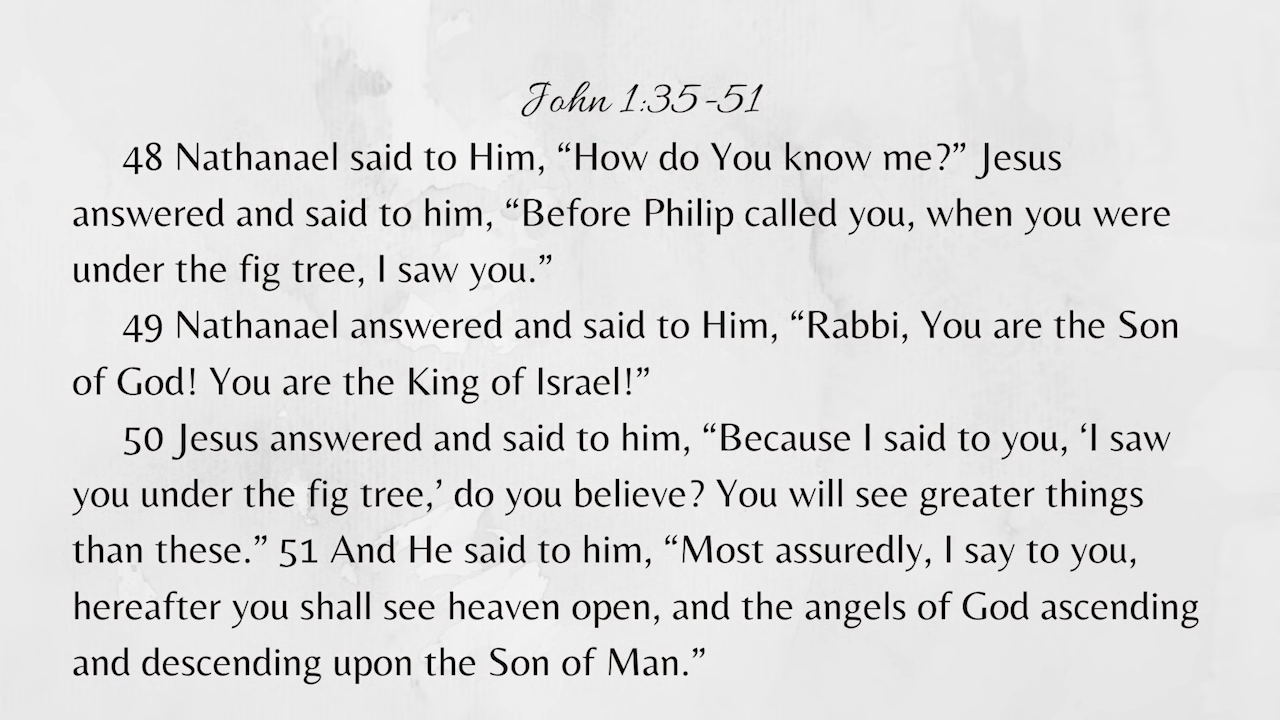 John 1:35-51
48 Nathanael said to Him, “How do You know me?” Jesus
answered and said to him, “Before Philip called you, when you were
under the fig tree, I saw you.”
49 Nathanael answered and said to Him, “Rabbi, You are the Son
of God! You are the King of Israel!”
50 Jesus answered and said to him, “Because I said to you, ‘I saw
you under the fig tree,’ do you believe? You will see greater things
than these.” 51 And He said to him, “Most assuredly, I say to you,
hereafter you shall see heaven open, and the angels of God ascending
and descending upon the Son of Man.”